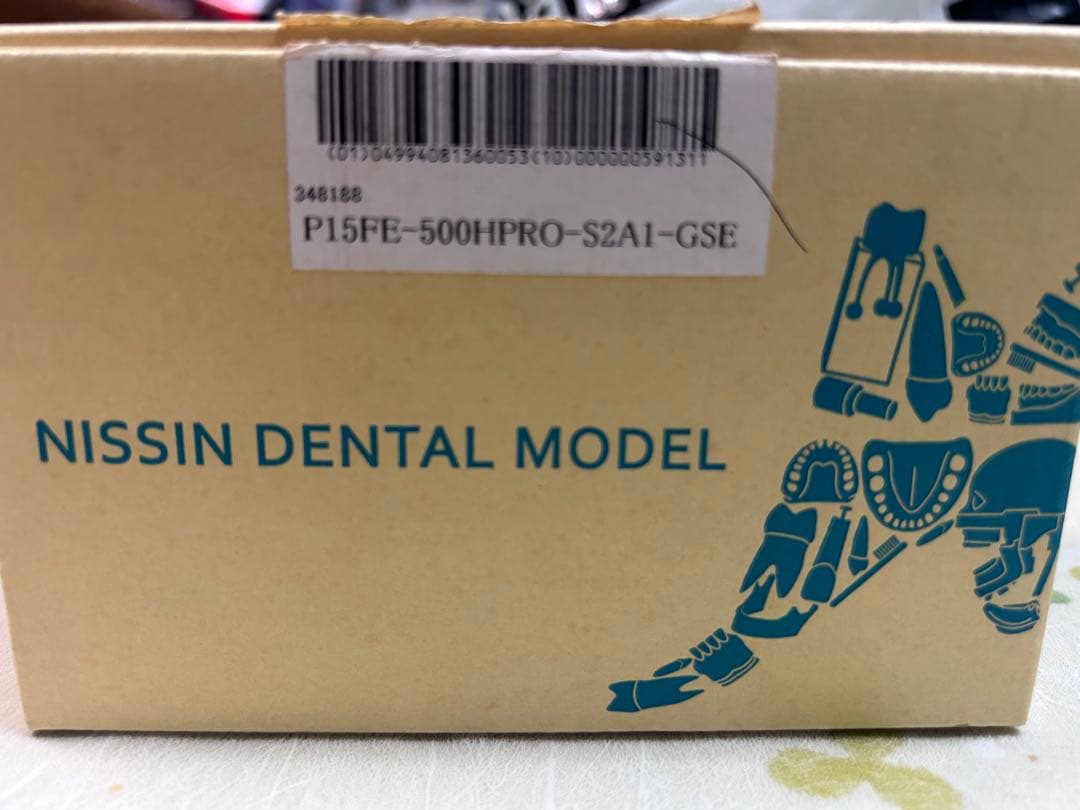 (01)04994081360053(10)000000591311
348188
P15FE-500HPRO-S2A1-GSE
NISSIN DENTAL MODEL